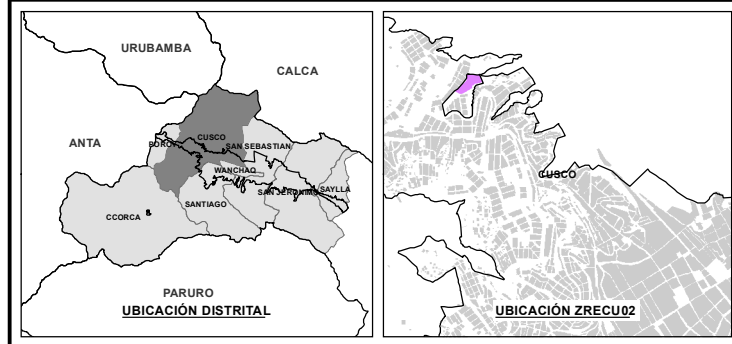 URUBAMBA
CALCA
ANTA
CUSCO
POROY
SAN SEBASTIAN
WANCHAQ
SAN JERONIMO
SAYLLA
SANTIAGO
CCORCA
PARURO
UBICACIÓN DISTRITAL
CUSCO
UBICACIÓN ZRECU02